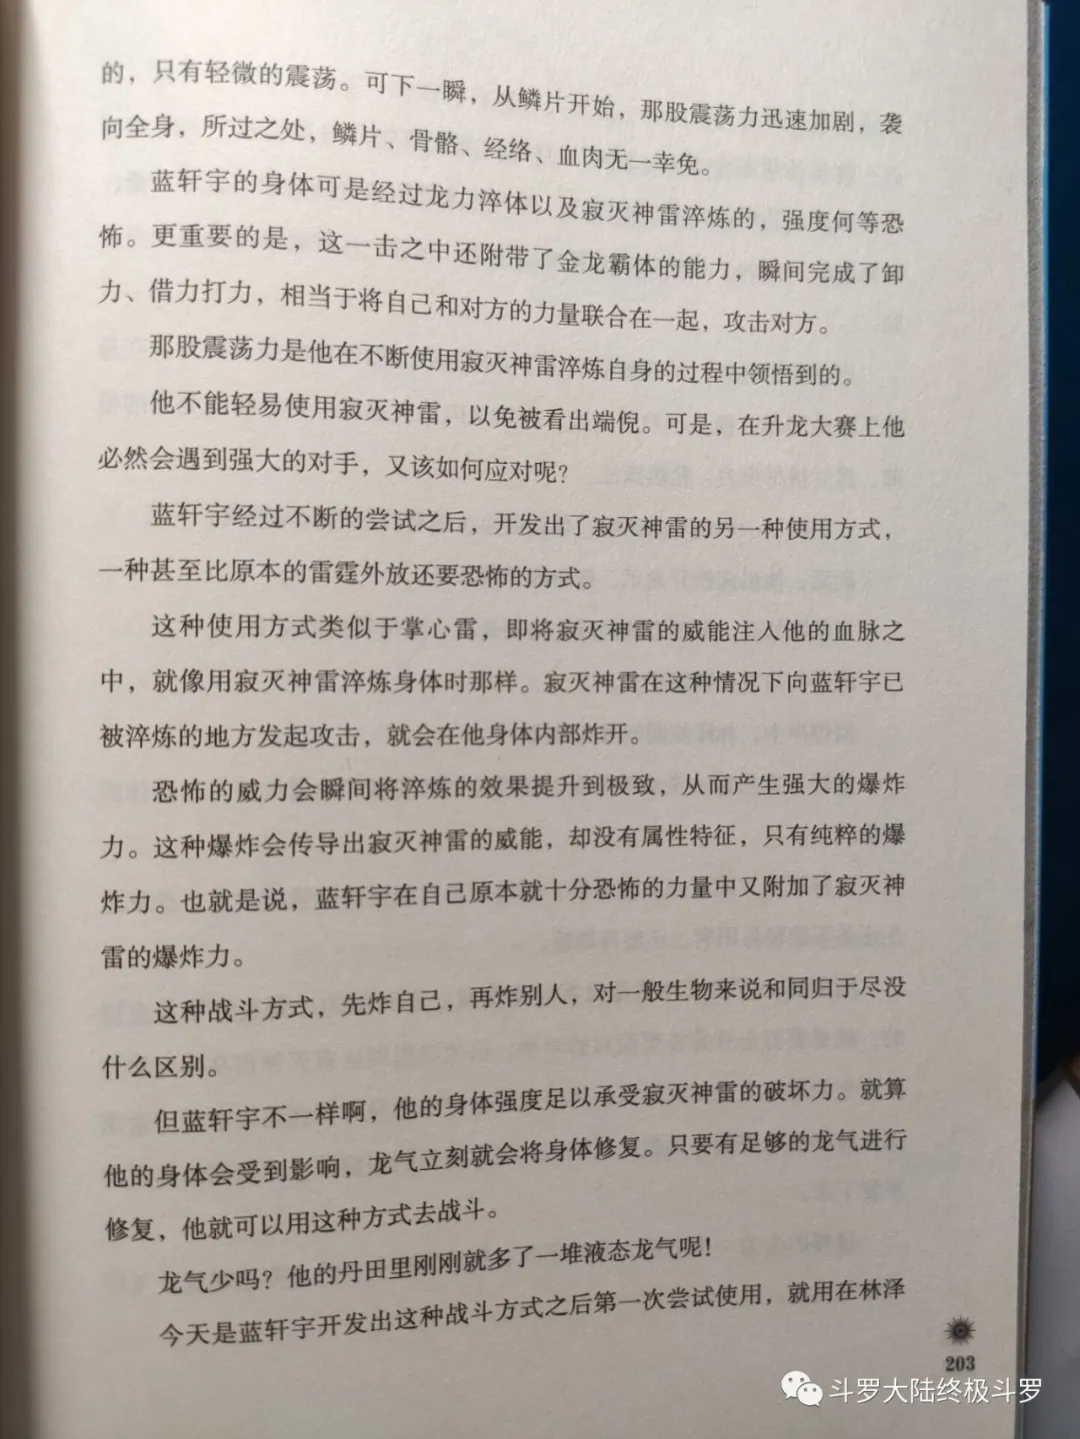 的，只有轻微的震荡。可下一瞬，从鳞片开始，那股震荡力迅速加剧，袭
向全身，所过之处，鳞片、骨骼、经络、血肉无一幸免。
蓝轩宇的身体可是经过龙力淬体以及寂灭神雷淬炼的，强度何等恐
怖。更重要的是，这一击之中还附带了金龙霸体的能力，瞬间完成了卸
力、借力打力，相当于将自己和对方的力量联合在一起，攻击对方。
那股震荡力是他在不断使用寂灭神雷淬炼自身的过程中领悟到的。
他不能轻易使用寂灭神雷，以免被看出端倪。可是，在升龙大赛上他
必然会遇到强大的对手，又该如何应对呢？
蓝轩宇经过不断的尝试之后，开发出了寂灭神雷的另一种使用方式，
一种甚至比原本的雷霆外放还要恐怖的方式。
这种使用方式类似于掌心雷，即将寂灭神雷的威能注入他的血脉之
中，就像用寂灭神雷淬炼身体时那样。寂灭神雷在这种情况下向蓝轩宇已
被淬炼的地方发起攻击，就会在他身体内部炸开。
恐怖的威力会瞬间将淬炼的效果提升到极致，从而产生强大的爆炸
力。这种爆炸会传导出寂灭神雷的威能，却没有属性特征，只有纯粹的爆
炸力。也就是说，蓝轩宇在自己原本就十分恐怖的力量中又附加了寂灭神
雷的爆炸力。
这种战斗方式，先炸自己，再炸别人，对一般生物来说和同归于尽没
什么区别。
但蓝轩宇不一样啊，他的身体强度足以承受寂灭神雷的破坏力。就算
他的身体会受到影响，龙气立刻就会将身体修复。只要有足够的龙气进行
修复，他就可以用这种方式去战斗。
龙气少吗？他的丹田里刚刚就多了一堆液态龙气呢！
今天是蓝轩宇开发出这种战斗方式之后第一次尝试使用，就用在林泽
203
斗罗大陆终极斗罗